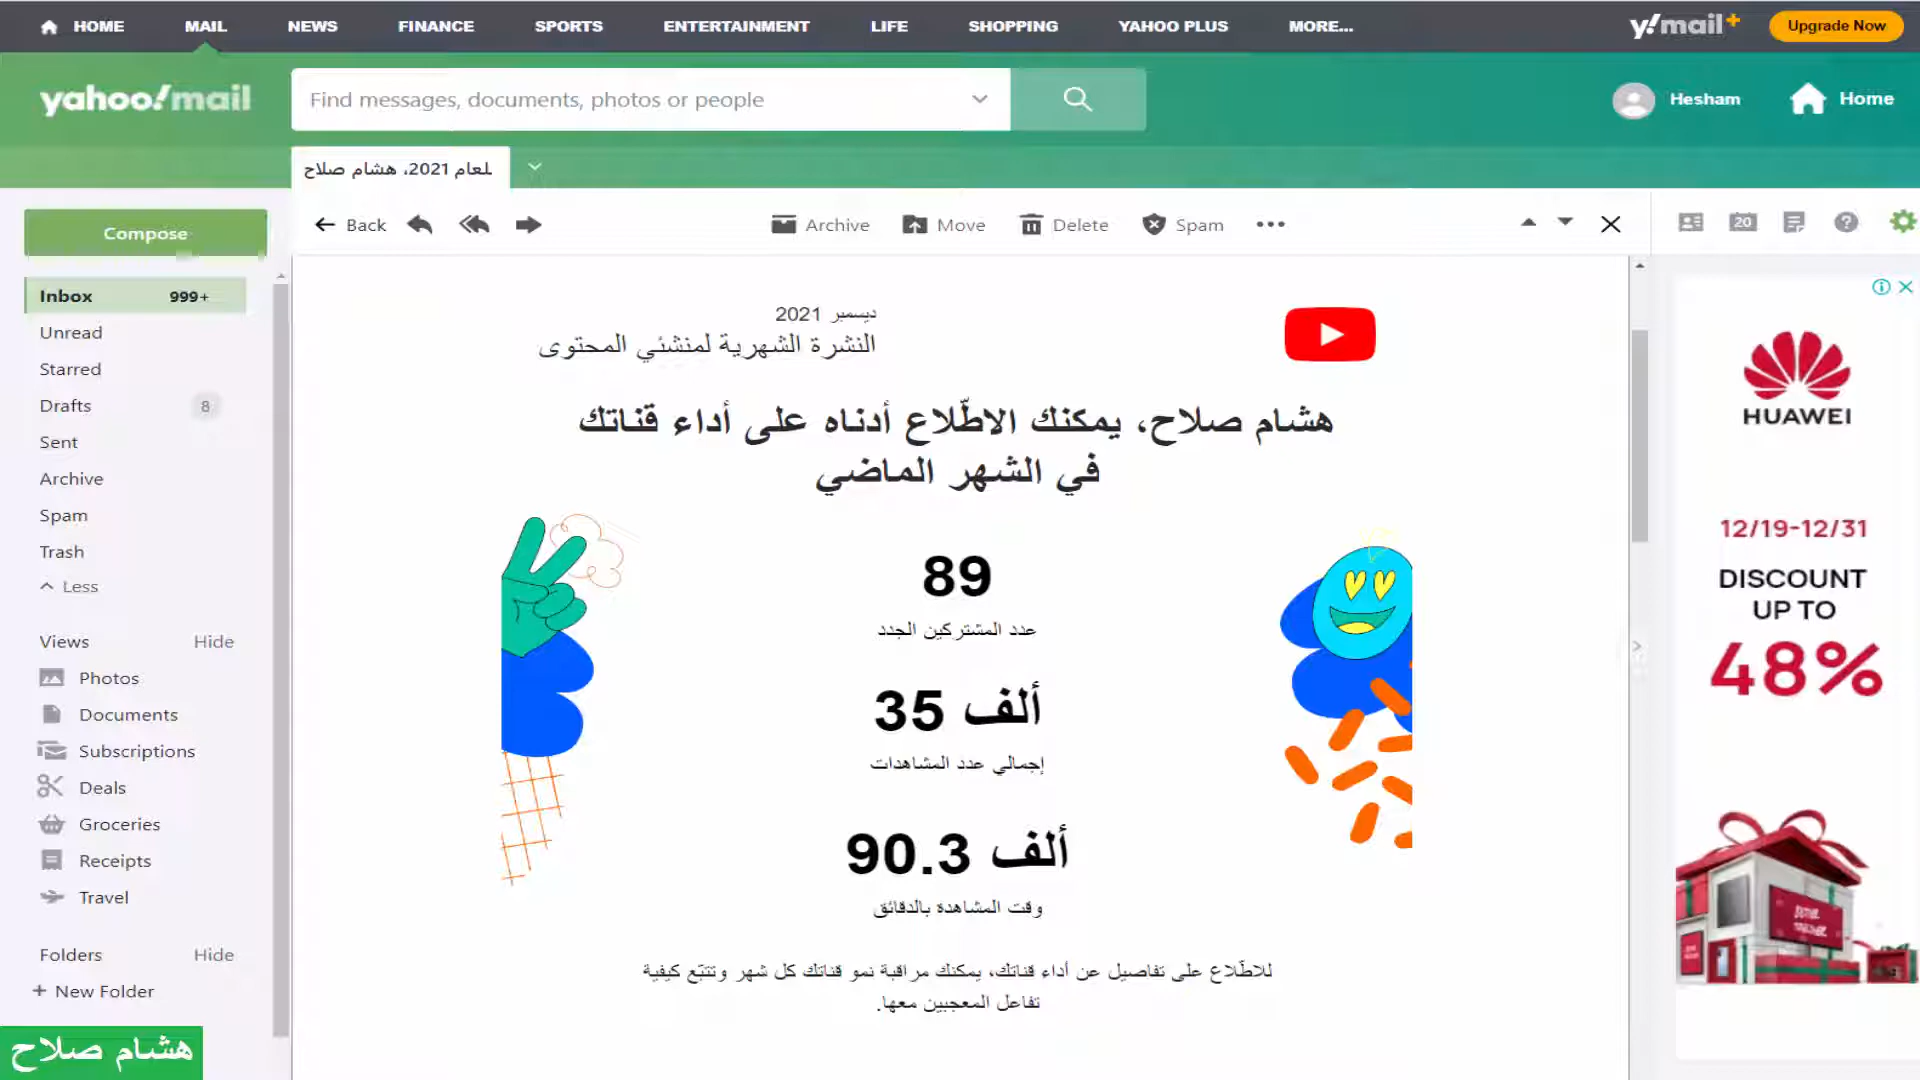 HOME
MAIL
NEWS
FINANCE
SPORTS
ENTERTAINMENT
LIFE
SHOPPING
YAHOO PLUS
MORE...
y!mail+
Upgrade Now
yahoo!mail
Find messages, documents, photos or people
Hesham
Home
لعام 2021، هشام صلاح
Compose
Back
Archive
Move
Delete
Spam
20
Inbox 999+
Unread
Starred
Drafts 8
Sent
Archive
Spam
Trash
Less
Views Hide
Photos
Documents
Subscriptions
Deals
Groceries
Receipts
Travel
Folders Hide
+ New Folder
هشام صلاح
ديسمبر 2021
النشرة الشهرية لمنشئي المحتوى
هشام صلاح، يمكنك الاطّلاع أدناه على أداء قناتك
في الشهر الماضي
89
عدد المشتركين الجدد
35 ألف
إجمالي عدد المشاهدات
90.3 ألف
وقت المشاهدة بالدقائق
للاطّلاع على تفاصيل عن أداء قناتك، يمكنك مراقبة نمو قناتك كل شهر وتتبّع كيفية
تفاعل المعجبين معها.
HUAWEI
12/19-12/31
DISCOUNT
UP TO
48%